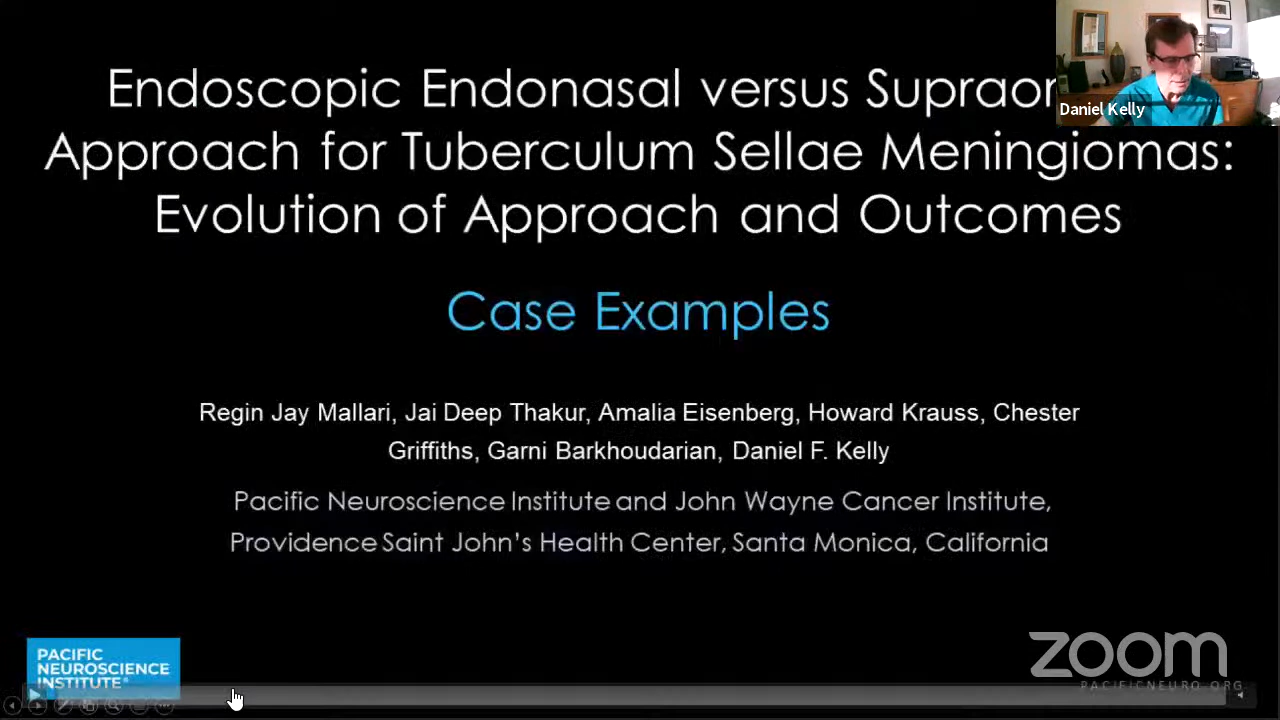 Endoscopic Endonasal versus
Approach for Tuberculum Sellae Meningiomas:
Evolution of Approach and Outcomes
Case Examples
Regin Jay Mallari, Jai Deep Thakur, Amalia Eisenberg, Howard Krauss, Chester
Griffiths, Garni Barkhoudarian, Daniel F. Kelly
Pacific Neuroscience Institute and John Wayne Cancer Institute,
Providence Saint John’s Health Center, Santa Monica, California
Daniel Kelly
PACIFIC
NEUROSCIENCE
INSTITUTE®
zoom
PACIFICNEURO.ORG